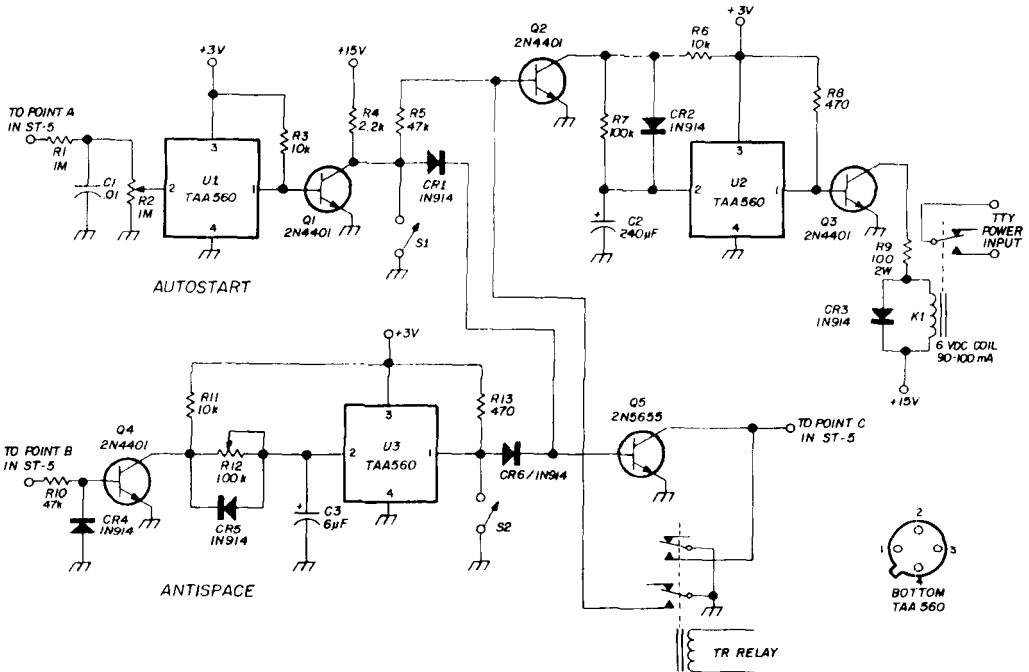 TO POINT A
IN ST-5
R1
1M
C1
.01
R2
1M
+3V
3
2
U1
TAA560
1
4
R3
10k
Q1
2N4401
+15V
R4
2.2k
R5
47k
CR1
1N914
S1
AUTOSTART
Q2
2N4401
R6
10k
+3V
R7
100k
CR2
1N914
C2
240µF
+
3
2
U2
TAA560
1
4
R8
470
Q3
2N4401
R9
100
2W
CR3
1N914
K1
6 VDC COIL
90-100mA
+15V
TTY
POWER
INPUT
TO POINT B
IN ST-5
R10
47k
CR4
1N914
Q4
2N4401
R11
10k
R12
100k
CR5
1N914
+
C3
6µF
+3V
3
2
U3
TAA560
1
4
R13
470
CR6/1N914
S2
ANTISPACE
Q5
2N5655
TO POINT C
IN ST-5
TR RELAY
2
1
3
4
BOTTOM
TAA 560